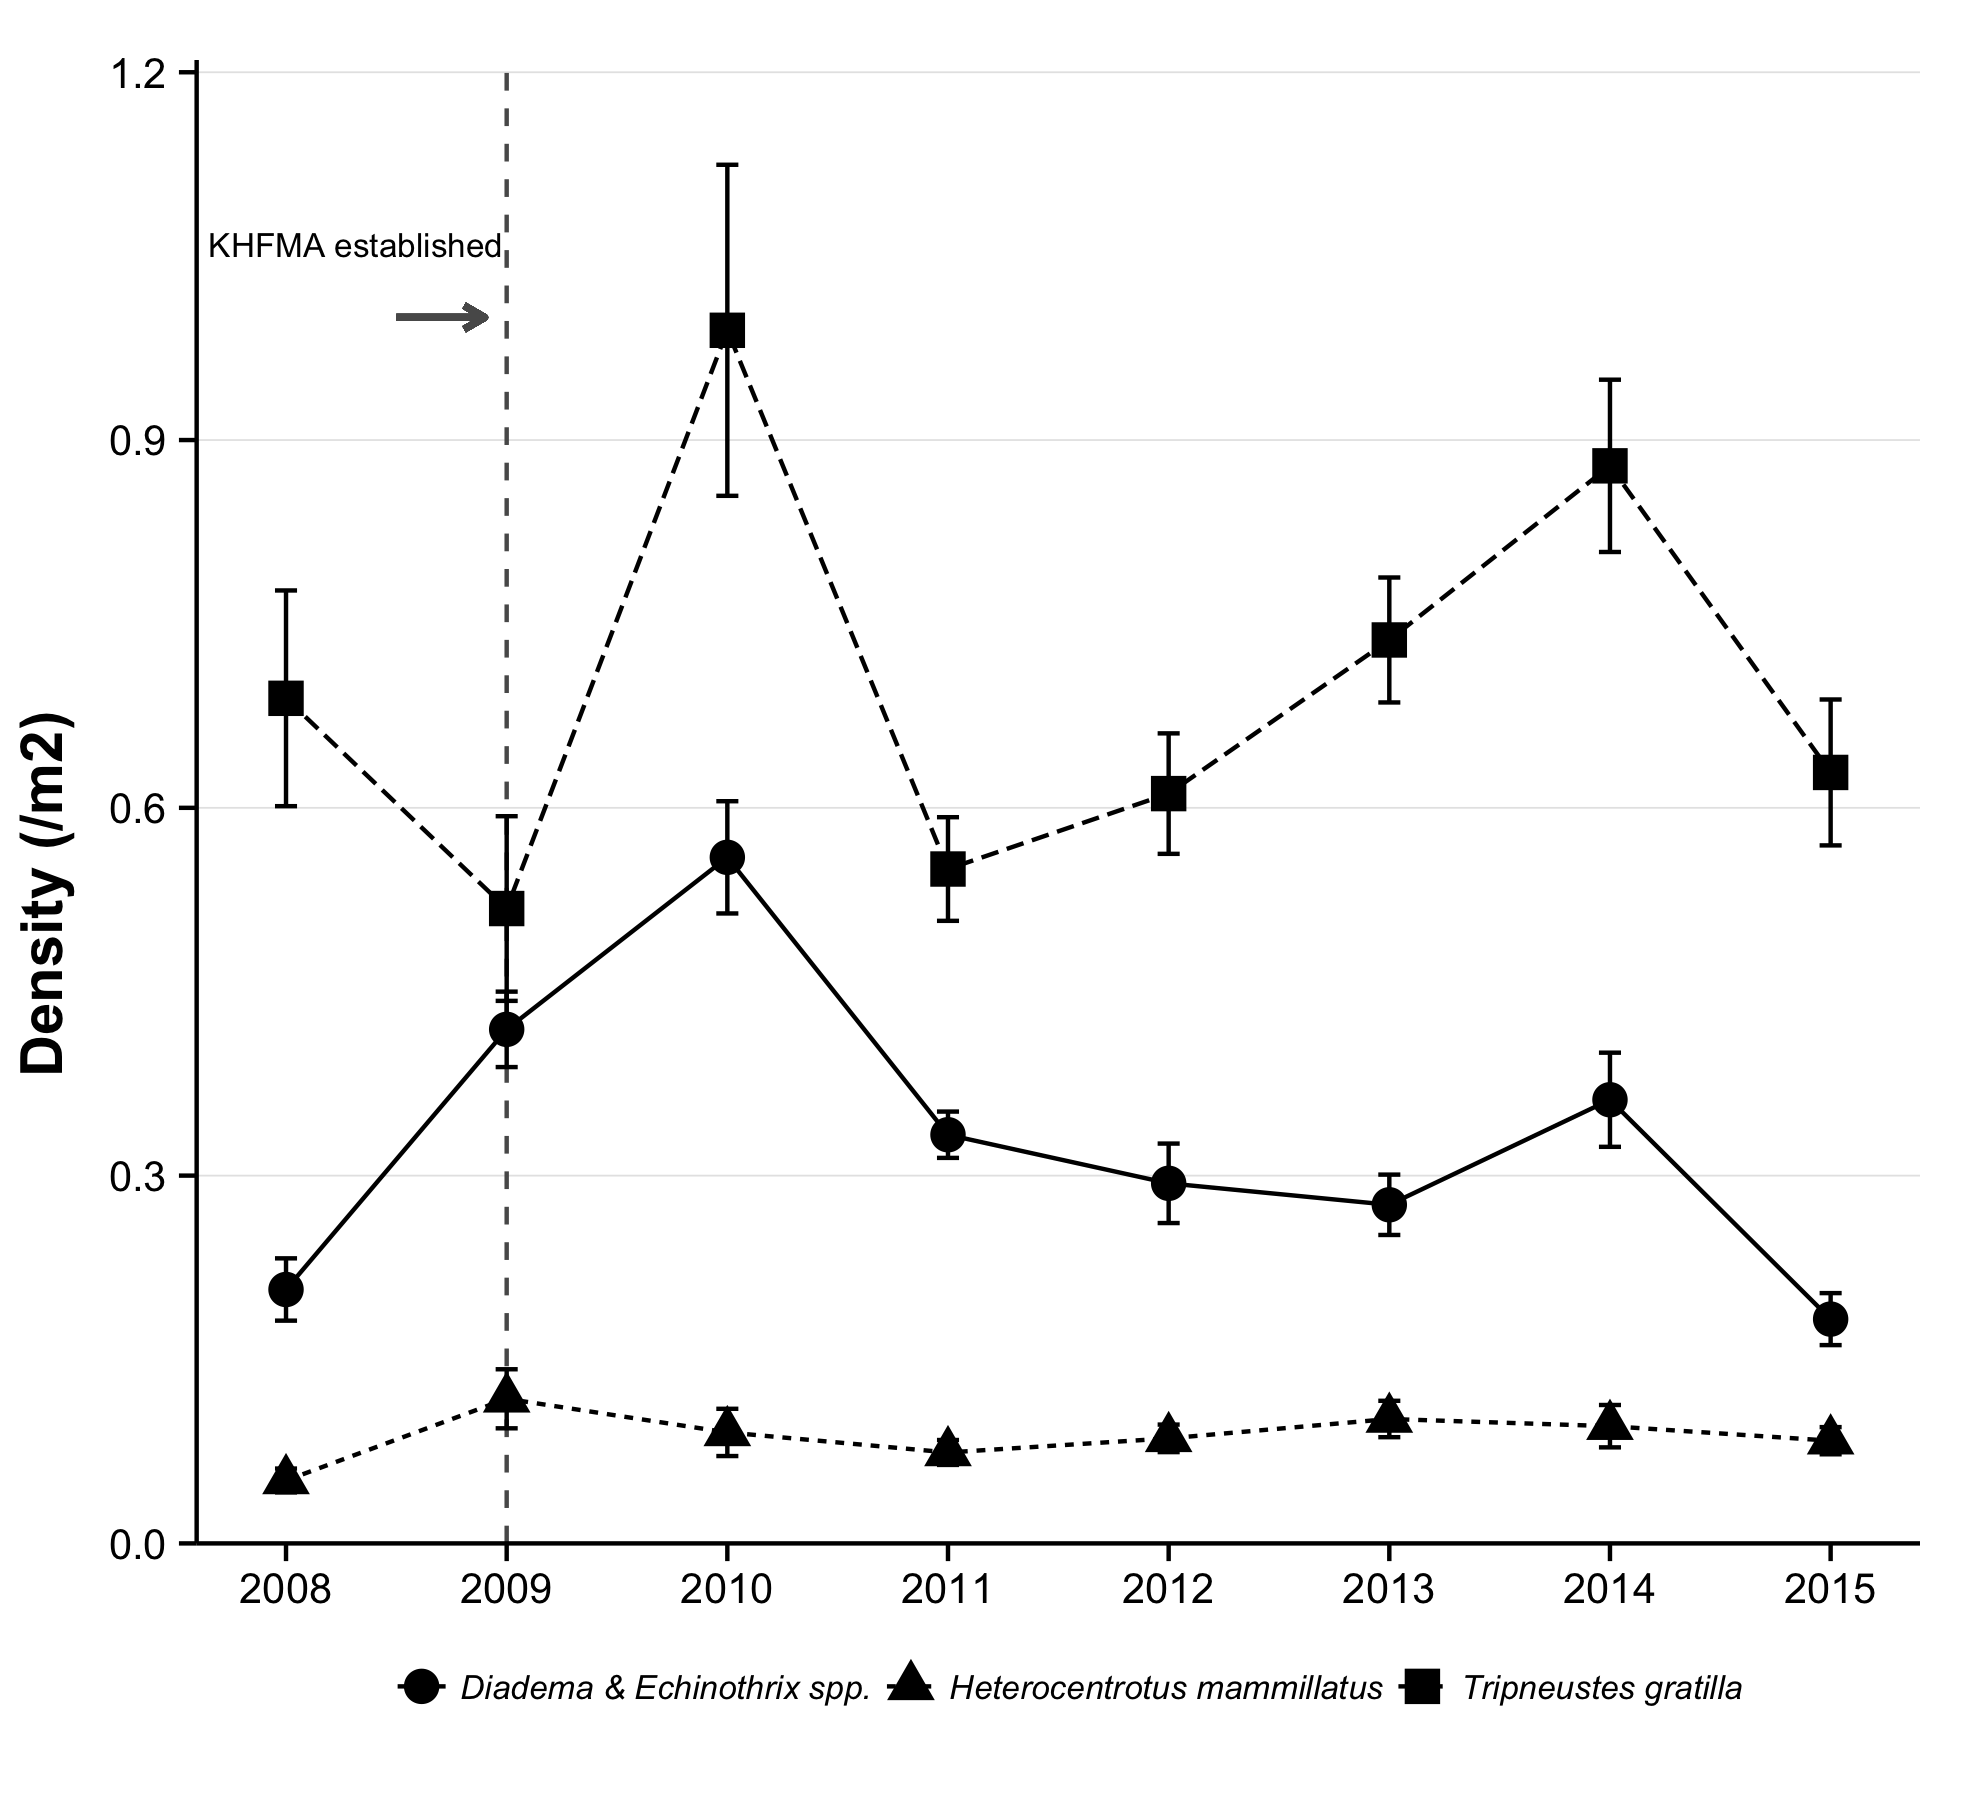 1.2
KHFMA established
0.9
0.6
0.3
0.0
Density (/m2)
2008 2009 2010 2011 2012 2013 2014 2015
Diadema & Echinothrix spp. Heterocentrotus mammillatus Tripneustes gratilla